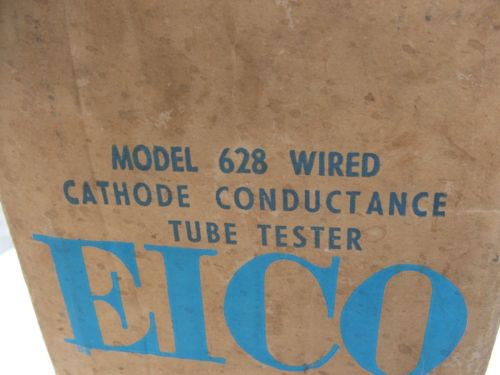 MODEL 628 WIRED
CATHODE CONDUCTANCE
TUBE TESTER
EICO